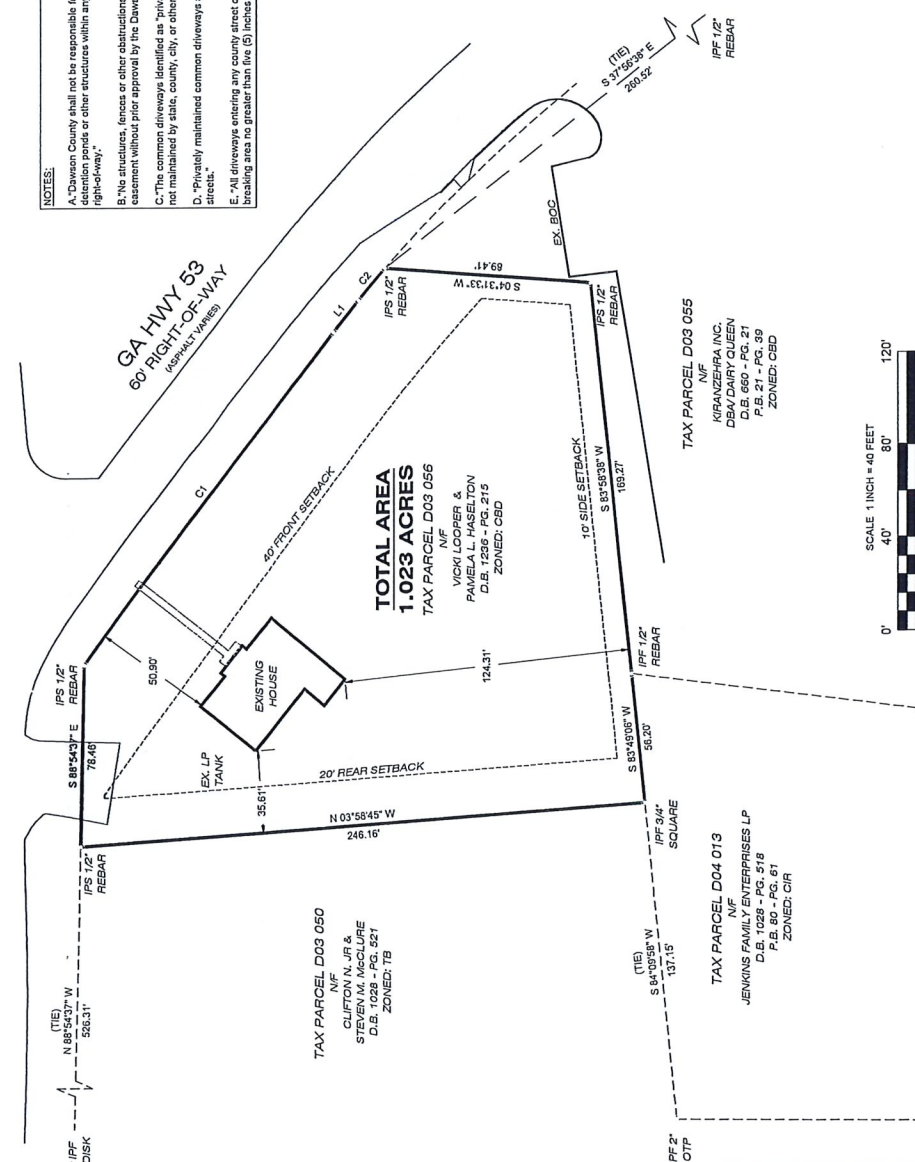 NOTES:
A."Dawson County shall not be responsible f
detention ponds or other structures within an
right-of-way."
B."No structures, fences or other obstructions
easement without prior approval by the Daws
C."The common driveways identified as "priv
not maintained by state, county, city, or other
D. "Privately maintained common driveways
streets."
E. "All driveways entering any county street o
breaking area no greater than five (5) inches
GA HWY 53
60' RIGHT-OF-WAY
(ASPHALT VARIES)
(TIE)
S 37°56'38" E
260.52'
IPF 1/2"
REBAR
C2
L1
C1
IPS 1/2"
REBAR
S 04°31'33" W
89.41'
EX. BOC
IPS 1/2"
REBAR
TAX PARCEL D03 055
N/F
KIRANZEHRA INC.
DBA/ DAIRY QUEEN
D.B. 660 - PG. 21
P.B. 21 - PG. 39
ZONED: CBD
40' FRONT SETBACK
TOTAL AREA
1.023 ACRES
TAX PARCEL D03 056
N/F
VICKI LOOPER &
PAMELA L. HASELTON
D.B. 1236 - PG. 215
ZONED: CBD
10' SIDE SETBACK
S 83°58'38" W
169.27'
SCALE 1 INCH = 40 FEET
0'
40'
80'
120'
IPS 1/2"
REBAR
S 88°54'37" E
78.46'
50.90'
EXISTING
HOUSE
124.31'
IPF 1/2"
REBAR
EX. LP
TANK
20' REAR SETBACK
35.61'
S 83°49'06" W
56.20'
IPS 1/2"
REBAR
N 03°58'45" W
246.16'
IPF 3/4"
SQUARE
(TIE)
N 88°54'37" W
526.31'
TAX PARCEL D03 050
N/F
CLIFTON N. JR &
STEVEN M. McCLURE
D.B. 1028 - PG. 521
ZONED: TB
(TIE)
S 84°09'58" W
137.15'
TAX PARCEL D04 013
N/F
JENKINS FAMILY ENTERPRISES LP
D.B. 1028 - PG. 518
P.B. 80 - PG. 61
ZONED: CIR
IPF
DISK
PF 2"
OTP